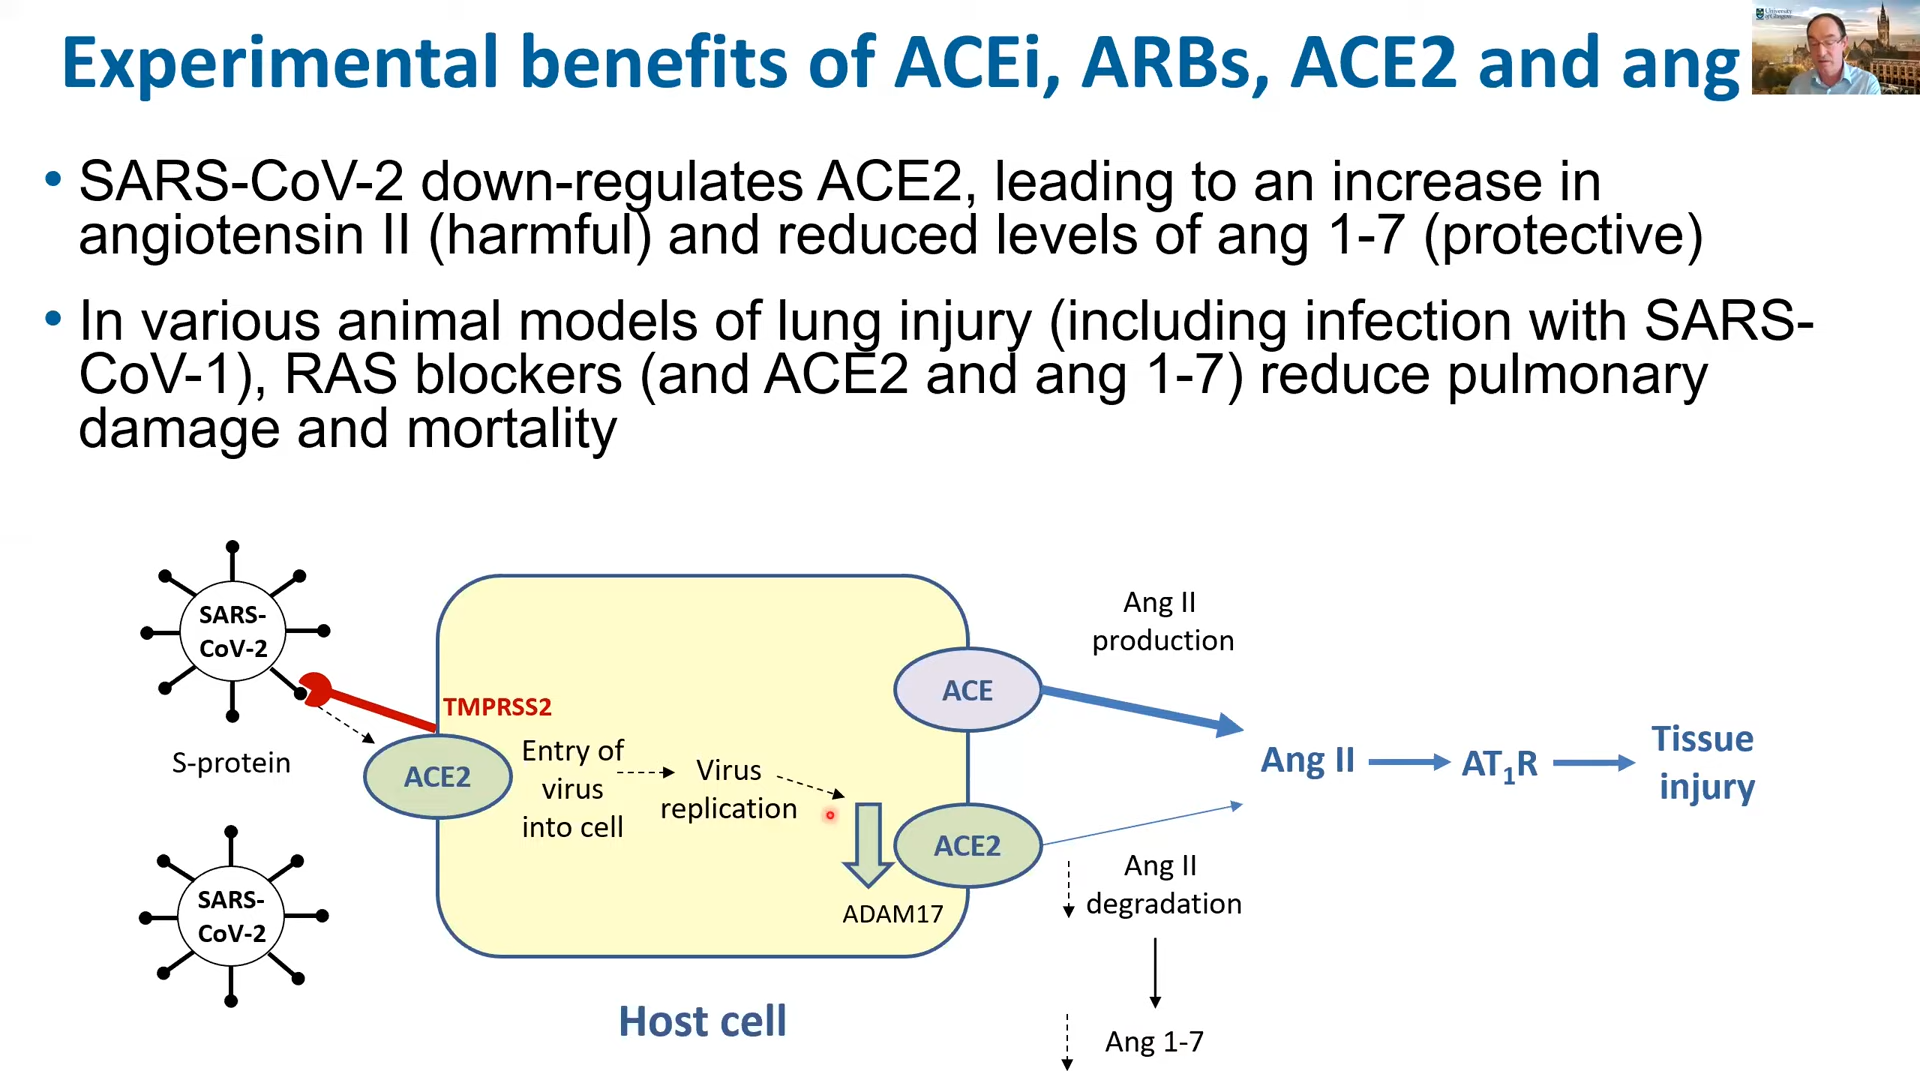 Experimental benefits of ACEi, ARBs, ACE2 and ang
University
of Glasgow
• SARS-CoV-2 down-regulates ACE2, leading to an increase in
angiotensin II (harmful) and reduced levels of ang 1-7 (protective)
• In various animal models of lung injury (including infection with SARS-
CoV-1), RAS blockers (and ACE2 and ang 1-7) reduce pulmonary
damage and mortality
SARS-
CoV-2
S-protein
SARS-
CoV-2
TMPRSS2
ACE2
Entry of
virus
into cell
Virus
replication
ADAM17
ACE
ACE2
Host cell
Ang II
production
Ang II
AT1R
Tissue
injury
Ang II
degradation
Ang 1-7